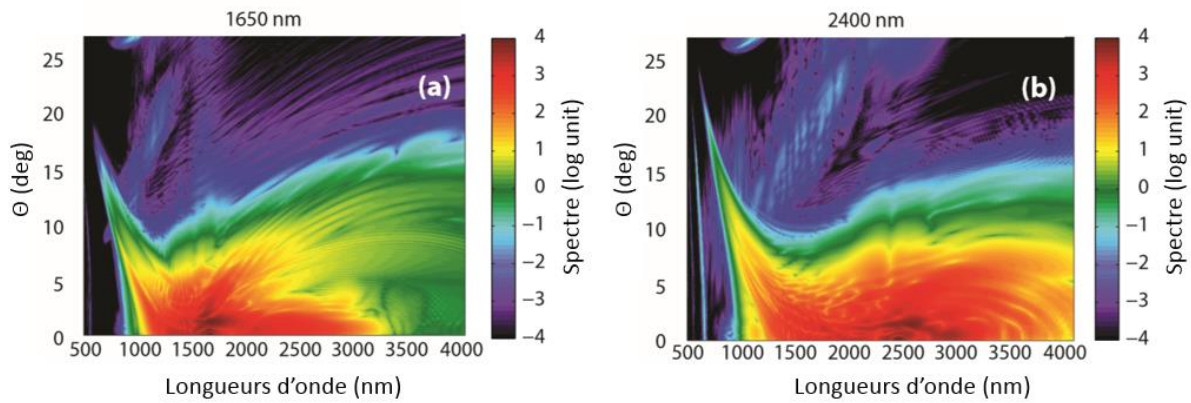 1650 nm
2400 nm
Θ (deg)
25
20
15
10
5
0
500 1000 1500 2000 2500 3000 3500 4000
Longueurs d'onde (nm)
(a)
4
3
2
1
0
−1
−2
−3
−4
Spectre (log unit)
Θ (deg)
25
20
15
10
5
0
500 1000 1500 2000 2500 3000 3500 4000
Longueurs d'onde (nm)
(b)
4
3
2
1
0
−1
−2
−3
−4
Spectre (log unit)